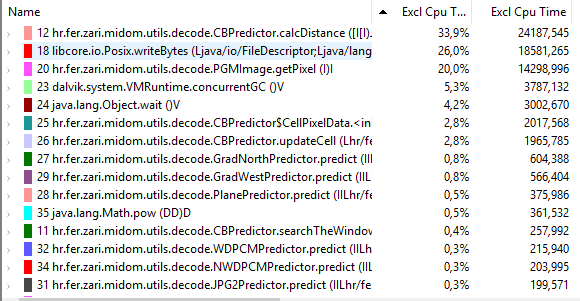 Name Excl Cpu T... Excl Cpu Time
12 hr.fer.zari.midom.utils.decode.CBPredictor.calcDistance ([I[I). 33,9% 24187,545
18 libcore.io.Posix.writeBytes (Ljava/io/FileDescriptor;Ljava/lang 26,0% 18581,265
20 hr.fer.zari.midom.utils.decode.PGMImage.getPixel (I)I 20,0% 14298,996
23 dalvik.system.VMRuntime.concurrentGC ()V 5,3% 3787,132
24 java.lang.Object.wait ()V 4,2% 3002,670
25 hr.fer.zari.midom.utils.decode.CBPredictor$CellPixelData.<in 2,8% 2017,568
26 hr.fer.zari.midom.utils.decode.CBPredictor.updateCell (Lhr/fe 2,8% 1965,785
27 hr.fer.zari.midom.utils.decode.GradNorthPredictor.predict (IIL 0,8% 604,388
29 hr.fer.zari.midom.utils.decode.GradWestPredictor.predict (IILh 0,8% 566,404
28 hr.fer.zari.midom.utils.decode.PlanePredictor.predict (IILhr/fe 0,5% 375,986
35 java.lang.Math.pow (DD)D 0,5% 361,532
11 hr.fer.zari.midom.utils.decode.CBPredictor.searchTheWindow 0,4% 257,992
32 hr.fer.zari.midom.utils.decode.WDPCMPredictor.predict (IILhr 0,3% 215,940
34 hr.fer.zari.midom.utils.decode.NWDPCMPredictor.predict (IILh 0,3% 203,995
31 hr.fer.zari.midom.utils.decode.JPG2Predictor.predict (IILhr/fe 0,3% 199,571